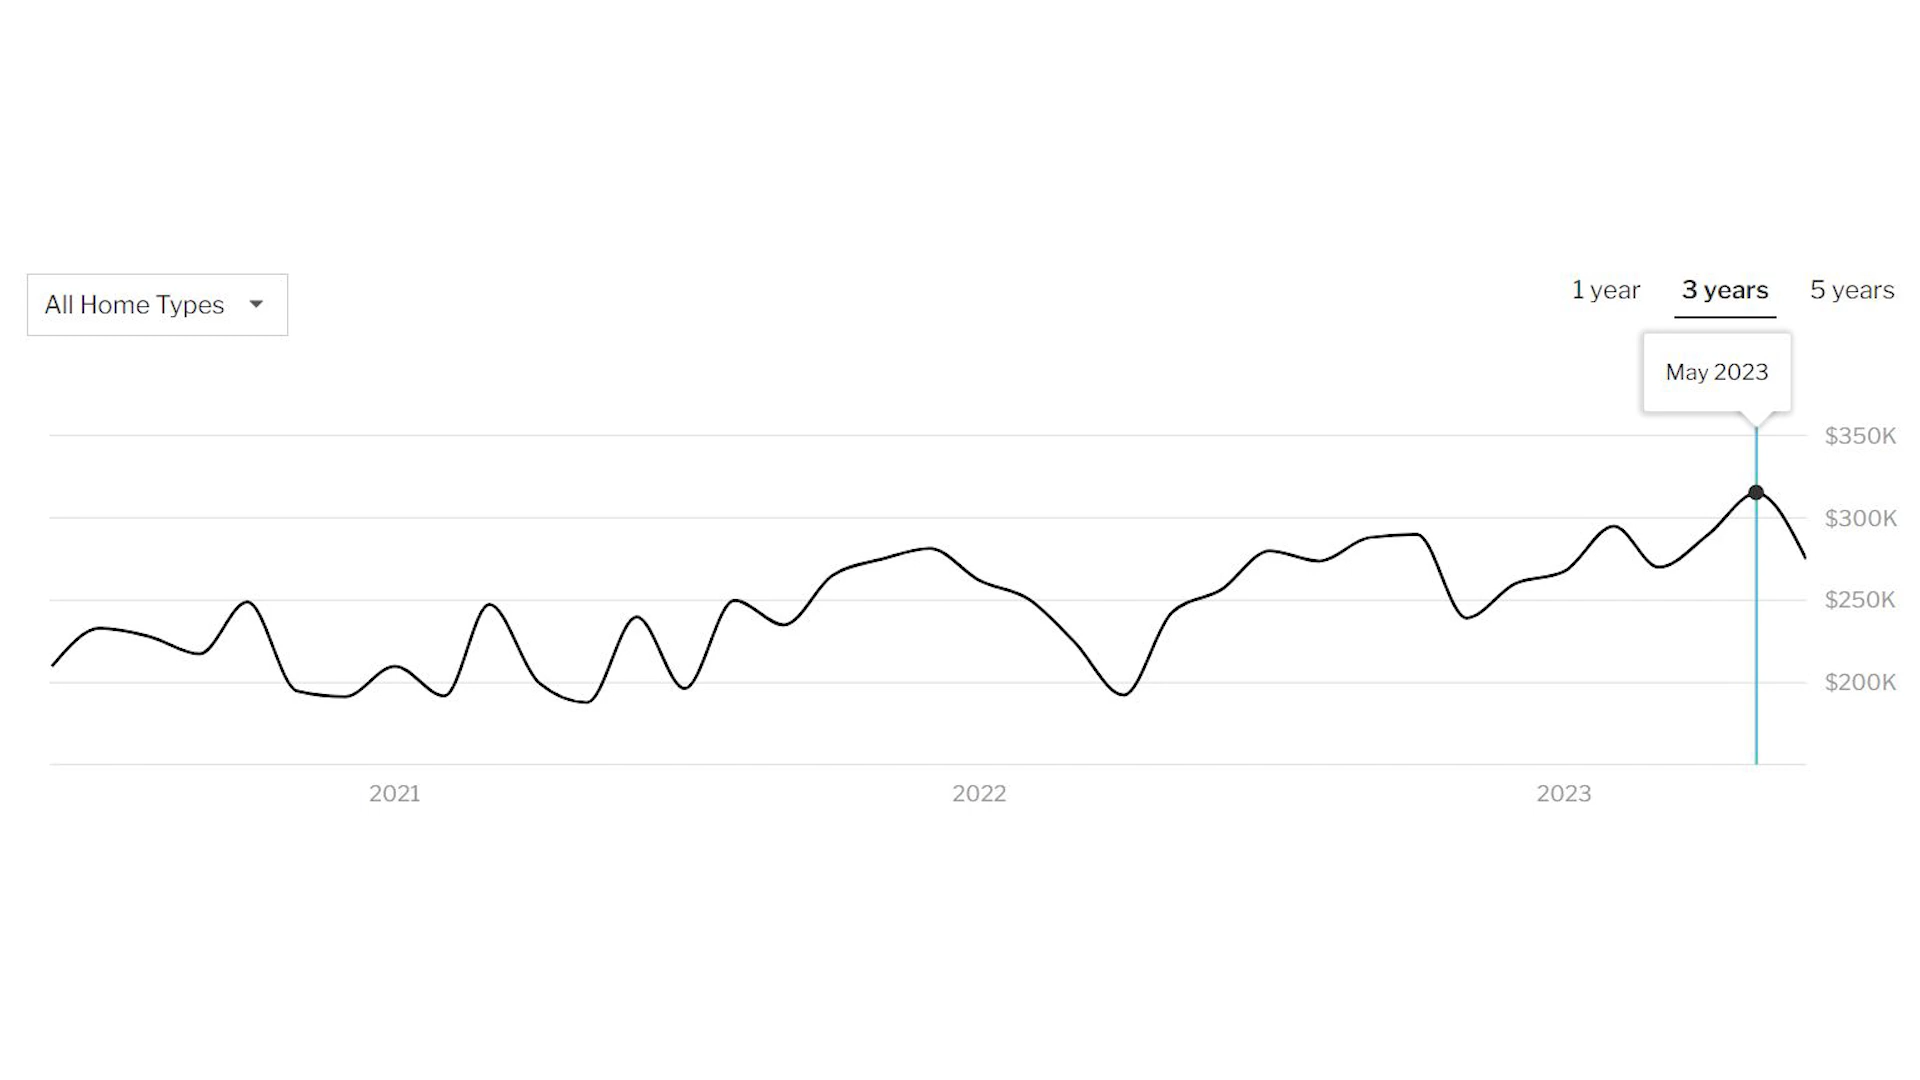 All Home Types
1 year
3 years
5 years
May 2023
$350K
$300K
$250K
$200K
2021
2022
2023